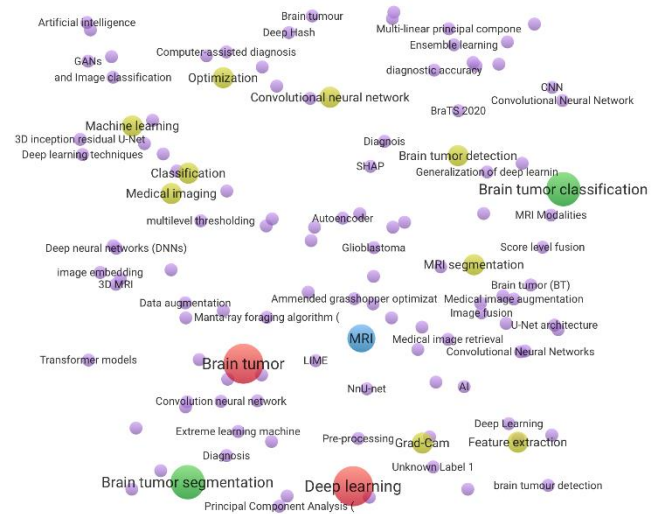 Brain tumour
Artificial intelligence
Deep Hash
Multi-linear principal compone
Ensemble learning
Computer-assisted diagnosis
GANs
and Image classification
Optimization
diagnostic accuracy
CNN
Convolutional neural network
Convolutional Neural Network
BraTS 2020
Machine learning
3D inception residual U-Net
Diagnois
Deep learning techniques
Brain tumor detection
SHAP
Generalization of deep learnin
Classification
Brain tumor classification
Medical imaging
multilevel thresholding
Autoencoder
MRI Modalities
Deep neural networks (DNNs)
Glioblastoma
Score level fusion
MRI segmentation
image embedding
3D MRI
Brain tumor (BT)
Data augmentation
Ammended grasshopper optimizat
Medical image augmentation
Manta ray foraging algorithm (
Image fusion
U-Net architecture
MRI
Medical image retrieval
Convolutional Neural Networks
Transformer models
Brain tumor
LIME
NnU-net
AI
Convolution neural network
Extreme learning machine
Deep Learning
Pre-processing
Grad-Cam
Feature extraction
Diagnosis
Unknown Label 1
Brain tumor segmentation
Deep learning
brain tumour detection
Principal Component Analysis (